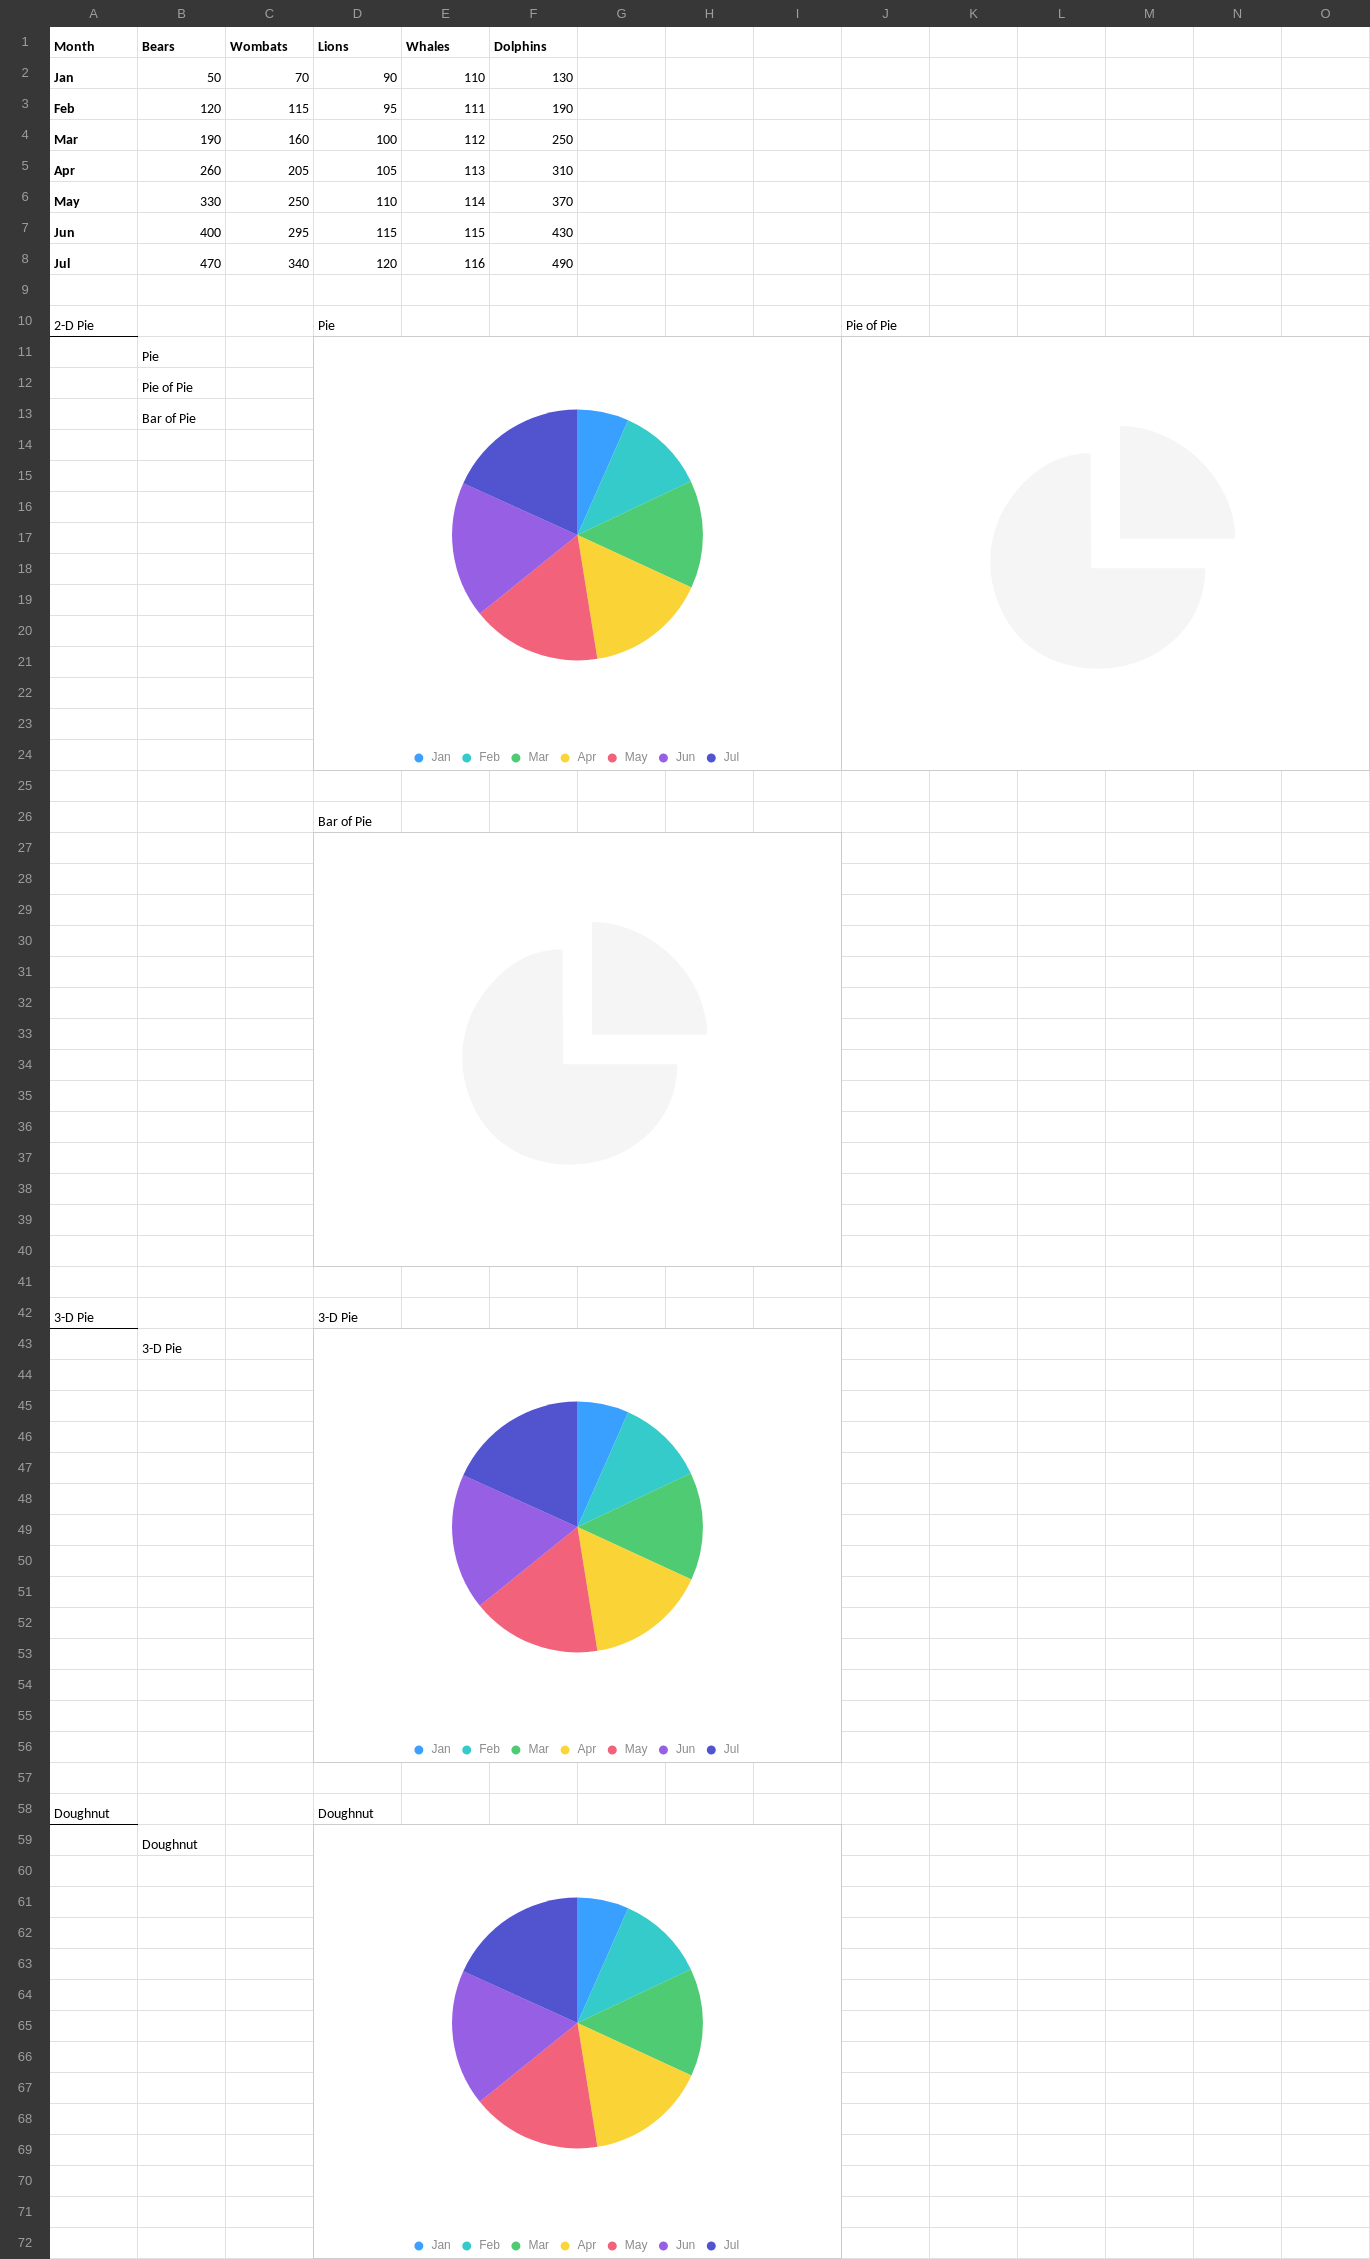 A B C D E F G H I J K L M N O
1 Month Bears Wombats Lions Whales Dolphins
2 Jan 50 70 90 110 130
3 Feb 120 115 95 111 190
4 Mar 190 160 100 112 250
5 Apr 260 205 105 113 310
6 May 330 250 110 114 370
7 Jun 400 295 115 115 430
8 Jul 470 340 120 116 490
9
10 2-D Pie Pie Pie of Pie
11 Pie
12 Pie of Pie
13 Bar of Pie
14
15
16
17
18
19
20
21
22
23
24 Jan Feb Mar Apr May Jun Jul
25
26 Bar of Pie
27
28
29
30
31
32
33
34
35
36
37
38
39
40
41
42 3-D Pie 3-D Pie
43 3-D Pie
44
45
46
47
48
49
50
51
52
53
54
55
56 Jan Feb Mar Apr May Jun Jul
57
58 Doughnut Doughnut
59 Doughnut
60
61
62
63
64
65
66
67
68
69
70
71
72 Jan Feb Mar Apr May Jun Jul